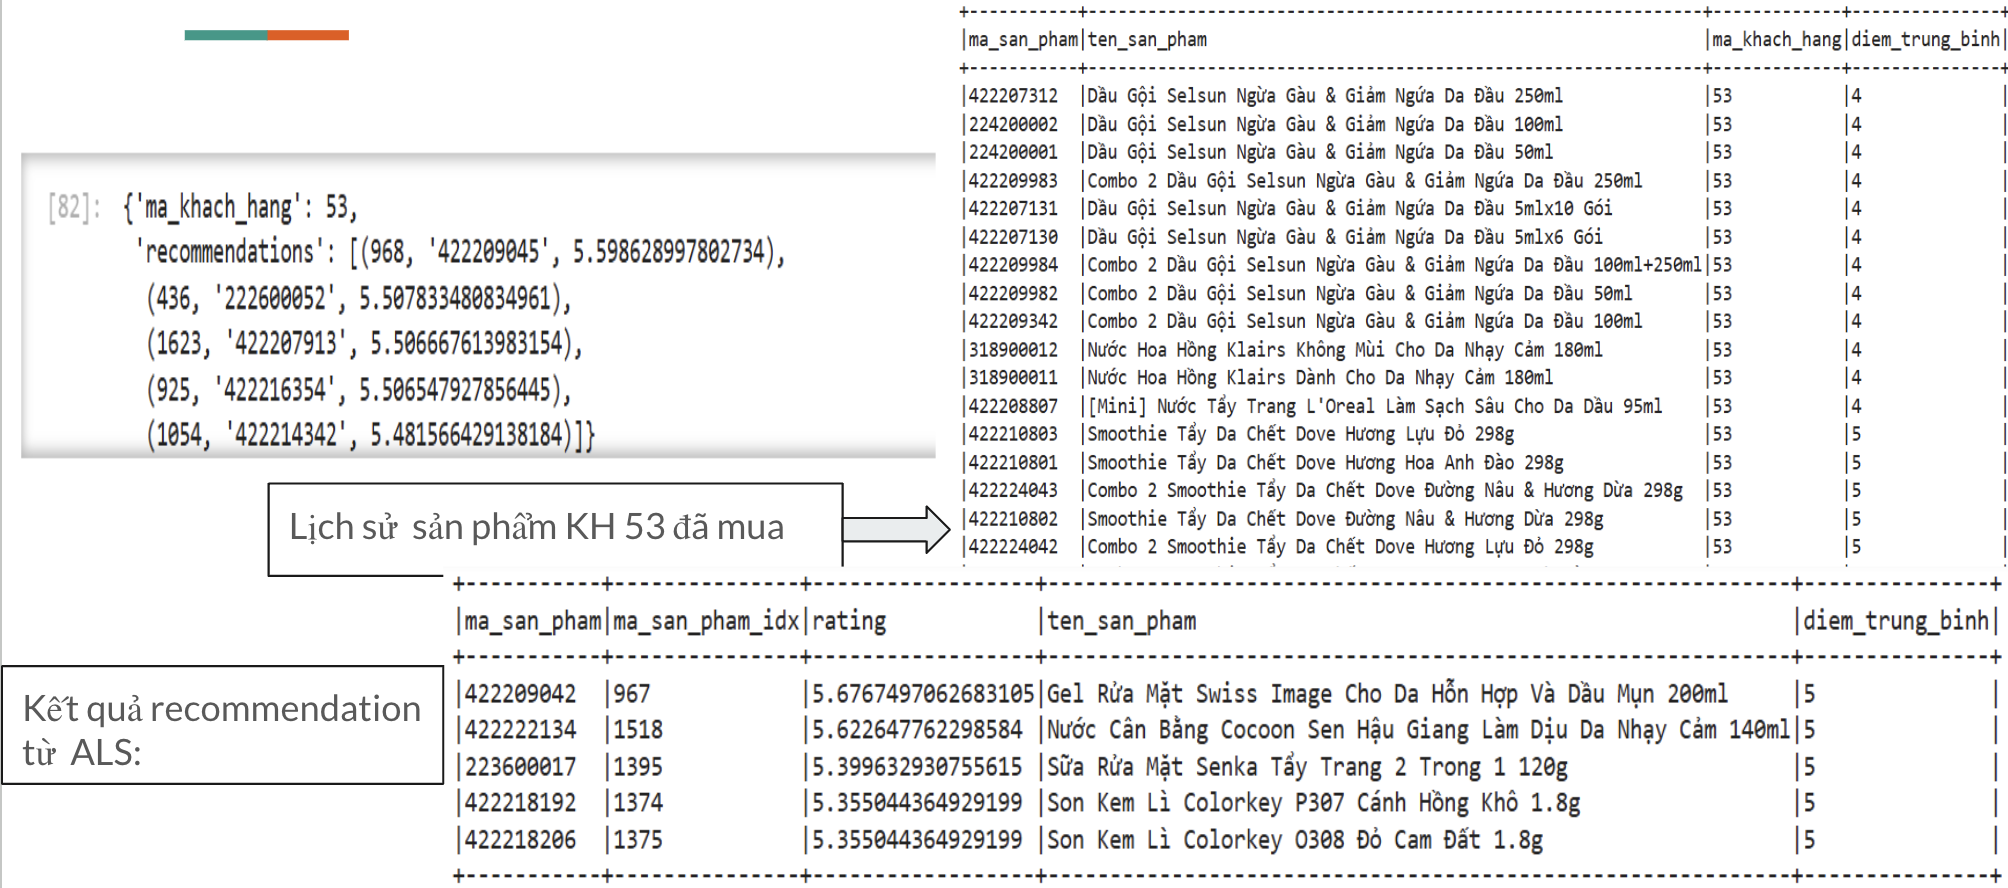 [82]: {'ma_khach_hang': 53,
'recommendations': [(968, '422209045', 5.598628997802734),
(436, '222600052', 5.507833480834961),
(1623, '422207913', 5.506667613983154),
(925, '422216354', 5.506547927856445),
(1054, '422214342', 5.481566429138184)]}
|ma_san_pham|ten_san_pham |ma_khach_hang|diem_trung_binh|
|422207312 |Dầu Gội Selsun Ngừa Gàu & Giảm Ngứa Da Đầu 250ml |53 |4 |
|224200002 |Dầu Gội Selsun Ngừa Gàu & Giảm Ngứa Da Đầu 100ml |53 |4 |
|224200001 |Dầu Gội Selsun Ngừa Gàu & Giảm Ngứa Da Đầu 50ml |53 |4 |
|422209983 |Combo 2 Dầu Gội Selsun Ngừa Gàu & Giảm Ngứa Da Đầu 250ml |53 |4 |
|422207131 |Dầu Gội Selsun Ngừa Gàu & Giảm Ngứa Da Đầu 5mlx10 Gói |53 |4 |
|422207130 |Dầu Gội Selsun Ngừa Gàu & Giảm Ngứa Da Đầu 5mlx6 Gói |53 |4 |
|422209984 |Combo 2 Dầu Gội Selsun Ngừa Gàu & Giảm Ngứa Da Đầu 100ml+250ml|53 |4 |
|422209982 |Combo 2 Dầu Gội Selsun Ngừa Gàu & Giảm Ngứa Da Đầu 50ml |53 |4 |
|422209342 |Combo 2 Dầu Gội Selsun Ngừa Gàu & Giảm Ngứa Da Đầu 100ml |53 |4 |
|318900012 |Nước Hoa Hồng Klairs Không Mùi Cho Da Nhạy Cảm 180ml |53 |4 |
|318900011 |Nước Hoa Hồng Klairs Dành Cho Da Nhạy Cảm 180ml |53 |4 |
|422208807 |[Mini] Nước Tẩy Trang L'Oreal Làm Sạch Sâu Cho Da Dầu 95ml |53 |4 |
|422210803 |Smoothie Tẩy Da Chết Dove Hương Lựu Đỏ 298g |53 |5 |
|422210801 |Smoothie Tẩy Da Chết Dove Hương Hoa Anh Đào 298g |53 |5 |
|422224043 |Combo 2 Smoothie Tẩy Da Chết Dove Đường Nâu & Hương Dừa 298g |53 |5 |
|422210802 |Smoothie Tẩy Da Chết Dove Đường Nâu & Hương Dừa 298g |53 |5 |
|422224042 |Combo 2 Smoothie Tẩy Da Chết Dove Hương Lựu Đỏ 298g |53 |5 |
Lịch sử sản phẩm KH 53 đã mua
Kết quả recommendation
từ ALS:
|ma_san_pham|ma_san_pham_idx|rating |ten_san_pham |diem_trung_binh|
|422209042 |967 |5.6767497062683105|Gel Rửa Mặt Swiss Image Cho Da Hỗn Hợp Và Dầu Mụn 200ml |5 |
|422222134 |1518 |5.622647762298584 |Nước Cân Bằng Cocoon Sen Hậu Giang Làm Dịu Da Nhạy Cảm 140ml|5 |
|223600017 |1395 |5.399632930755615 |Sữa Rửa Mặt Senka Tẩy Trang 2 Trong 1 120g |5 |
|422218192 |1374 |5.355044364929199 |Son Kem Lì Colorkey P307 Cánh Hồng Khô 1.8g |5 |
|422218206 |1375 |5.355044364929199 |Son Kem Lì Colorkey O308 Đỏ Cam Đất 1.8g |5 |